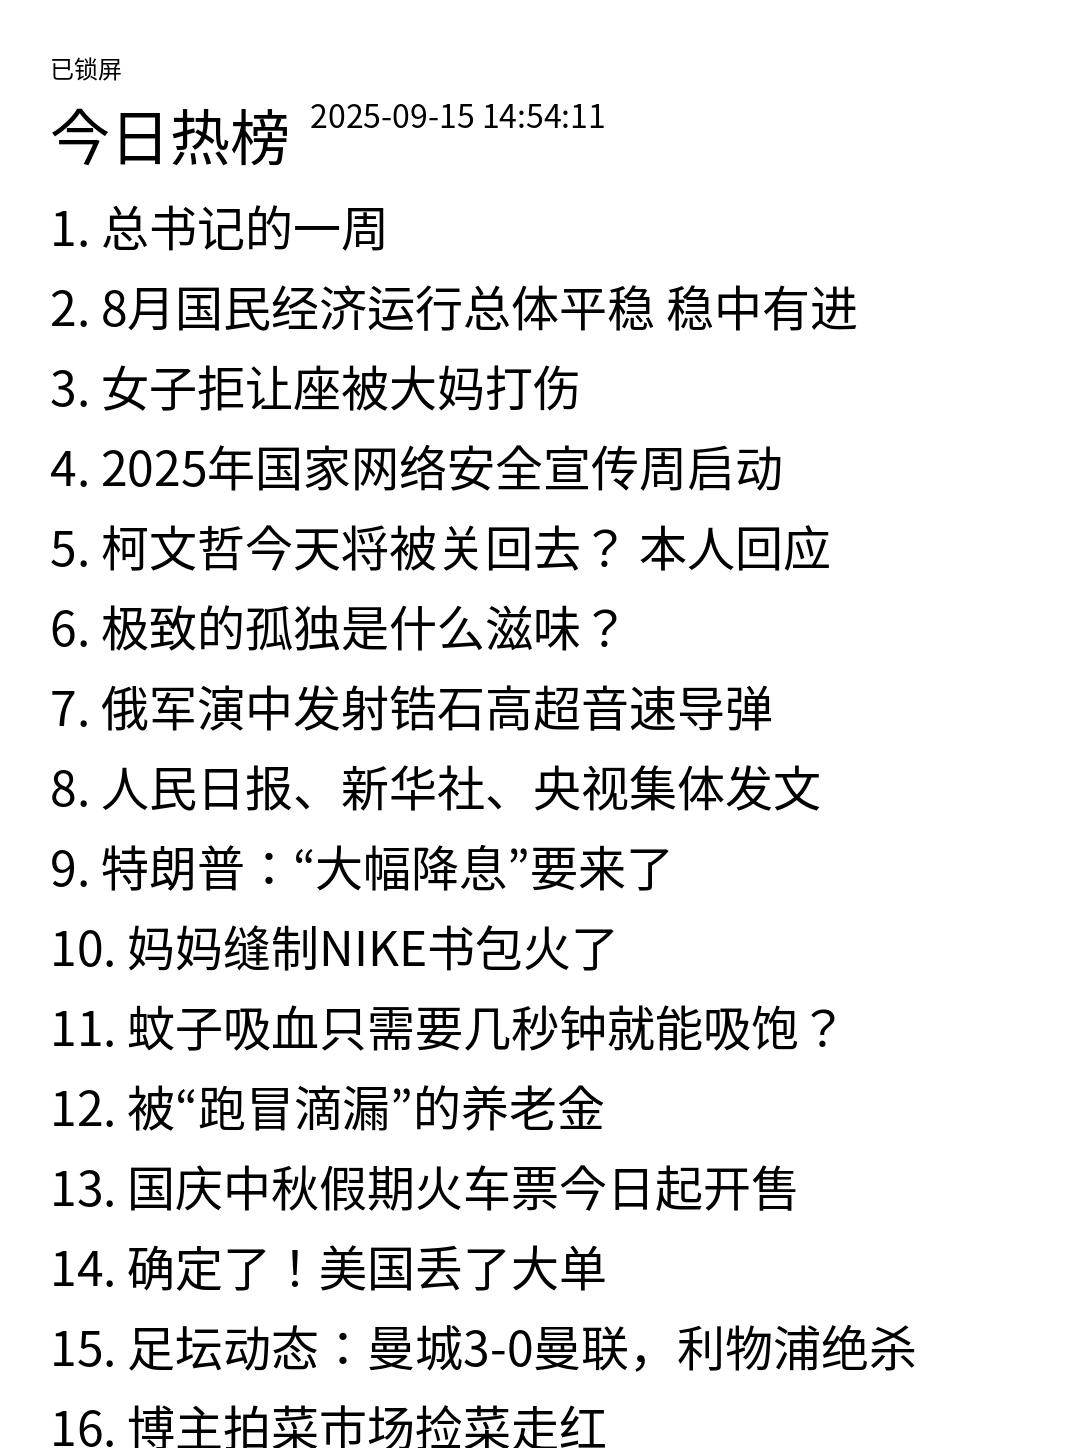 已锁屏
今日热榜 2025-09-15 14:54:11
1. 总书记的一周
2. 8月国民经济运行总体平稳 稳中有进
3. 女子拒让座被大妈打伤
4. 2025年国家网络安全宣传周启动
5. 柯文哲今天将被关回去？ 本人回应
6. 极致的孤独是什么滋味？
7. 俄军演中发射锆石高超音速导弹
8. 人民日报、新华社、央视集体发文
9. 特朗普：“大幅降息”要来了
10. 妈妈缝制NIKE书包火了
11. 蚊子吸血只需要几秒钟就能吸饱？
12. 被“跑冒滴漏”的养老金
13. 国庆中秋假期火车票今日起开售
14. 确定了！美国丢了大单
15. 足坛动态：曼城3-0曼联，利物浦绝杀
16. 博主拍菜市场捡菜走红